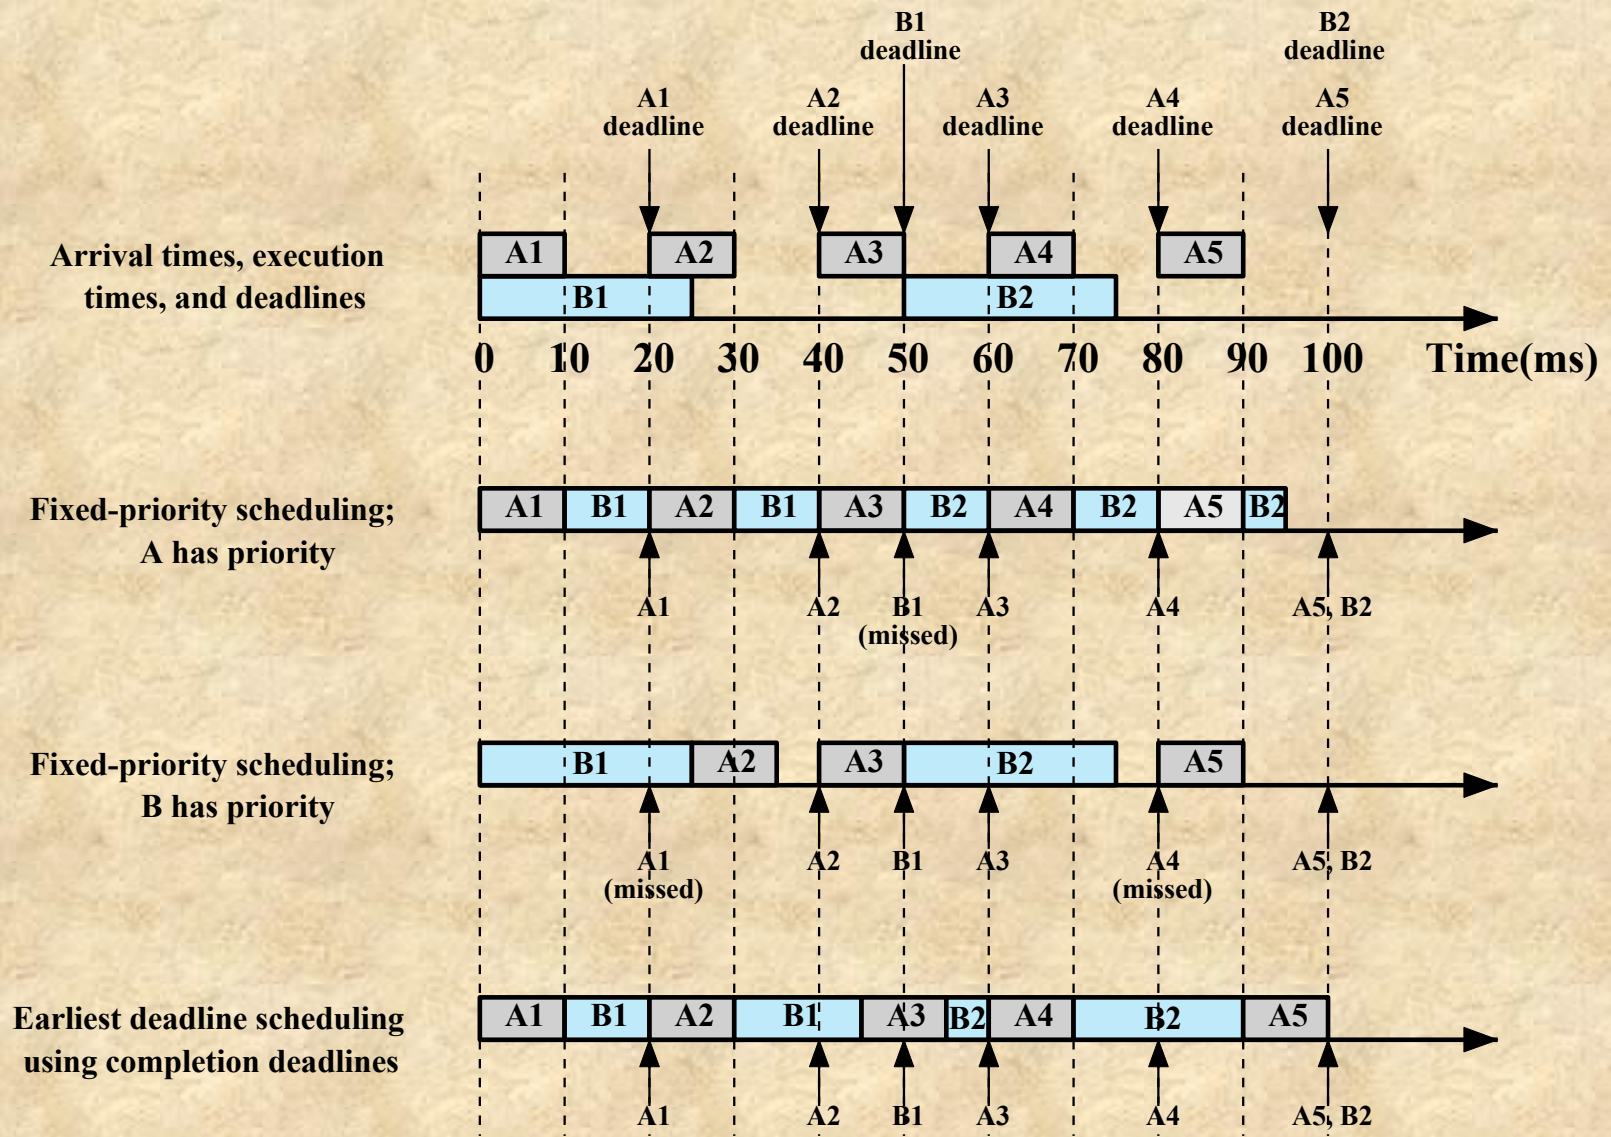 B1
deadline
B2
deadline
A1
deadline
A2
deadline
A3
deadline
A4
deadline
A5
deadline
Arrival times, execution
times, and deadlines
A1 A2 A3 A4 A5
B1 B2
0 10 20 30 40 50 60 70 80 90 100 Time(ms)
Fixed-priority scheduling;
A has priority
A1 B1 A2 B1 A3 B2 A4 B2 A5 B2
A1 A2 B1 A3 A4 A5, B2
(missed)
Fixed-priority scheduling;
B has priority
B1 A2 A3 B2 A5
A1 A2 B1 A3 A4 A5, B2
(missed) (missed)
Earliest deadline scheduling
using completion deadlines
A1 B1 A2 B1 A3 B2 A4 B2 A5
A1 A2 B1 A3 A4 A5, B2